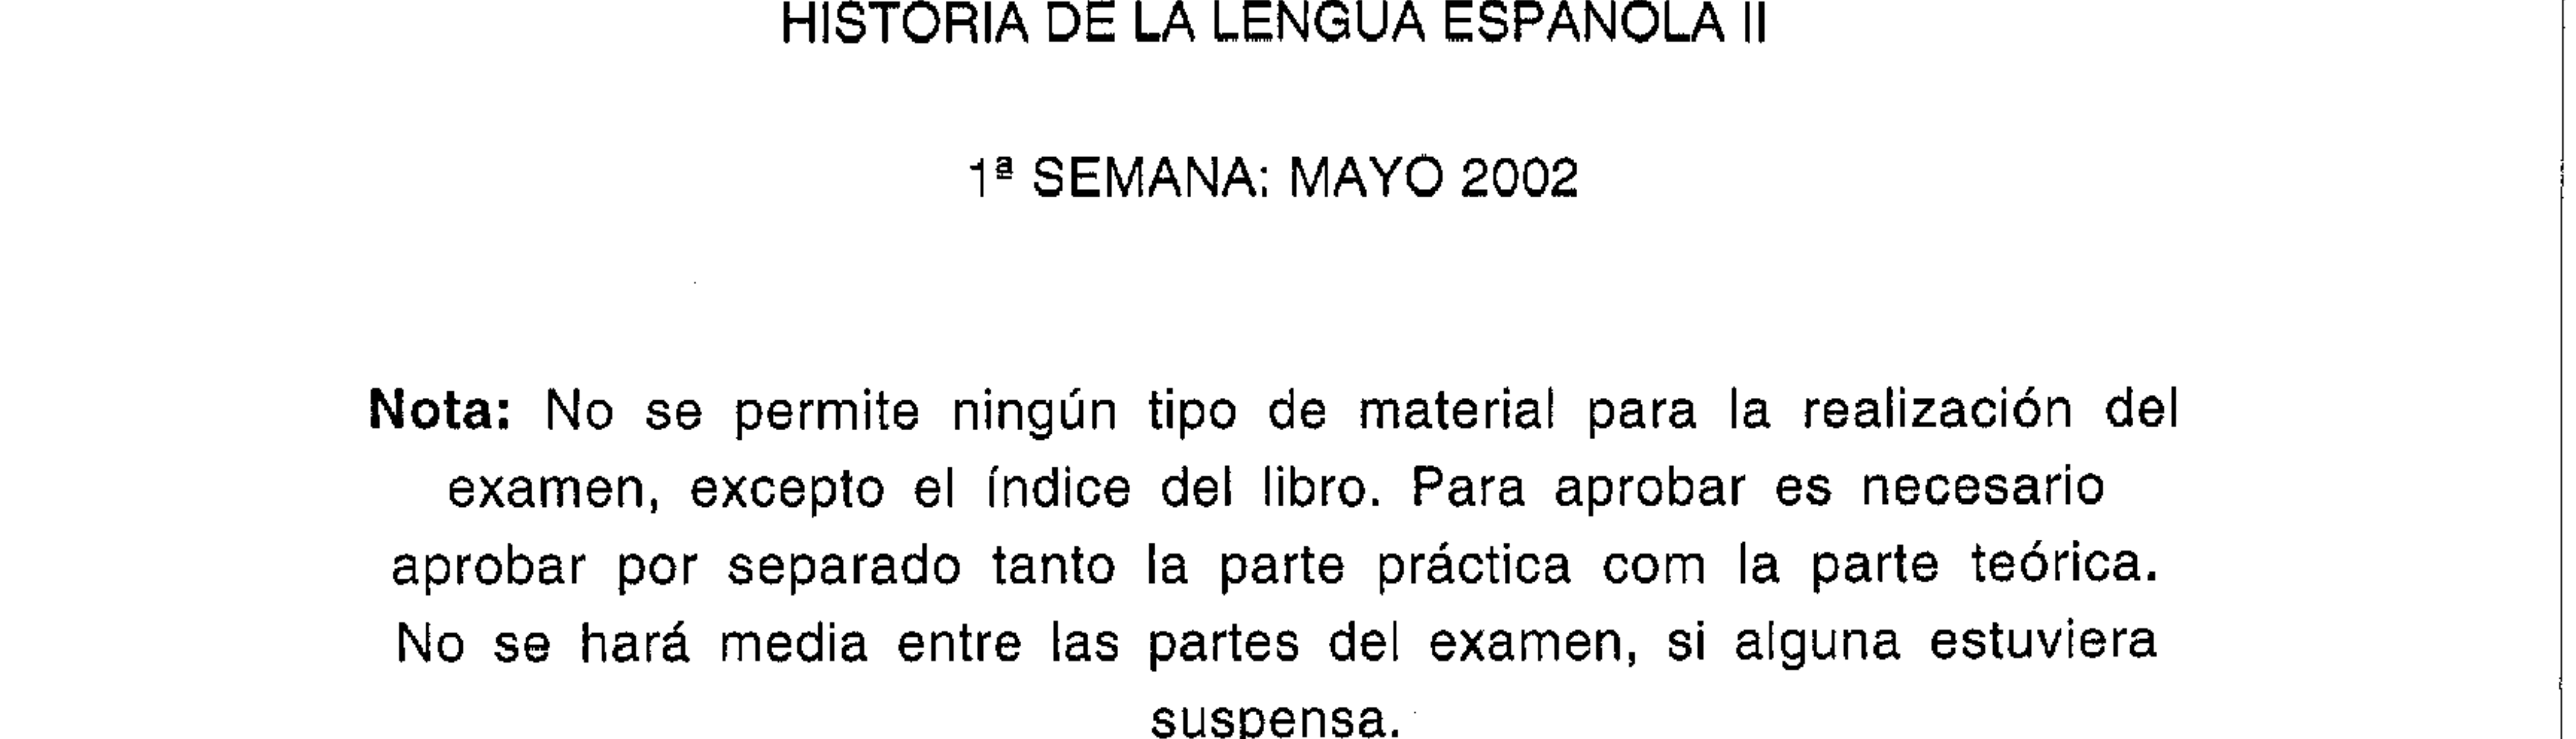 HISTORIA DE LA LENGUA ESPAÑOLA II
1ª SEMANA: MAYO 2002
Nota: No se permite ningún tipo de material para la realización del
examen, excepto el índice del libro. Para aprobar es necesario
aprobar por separado tanto la parte práctica com la parte teórica.
No se hará media entre las partes del examen, si alguna estuviera
suspensa.